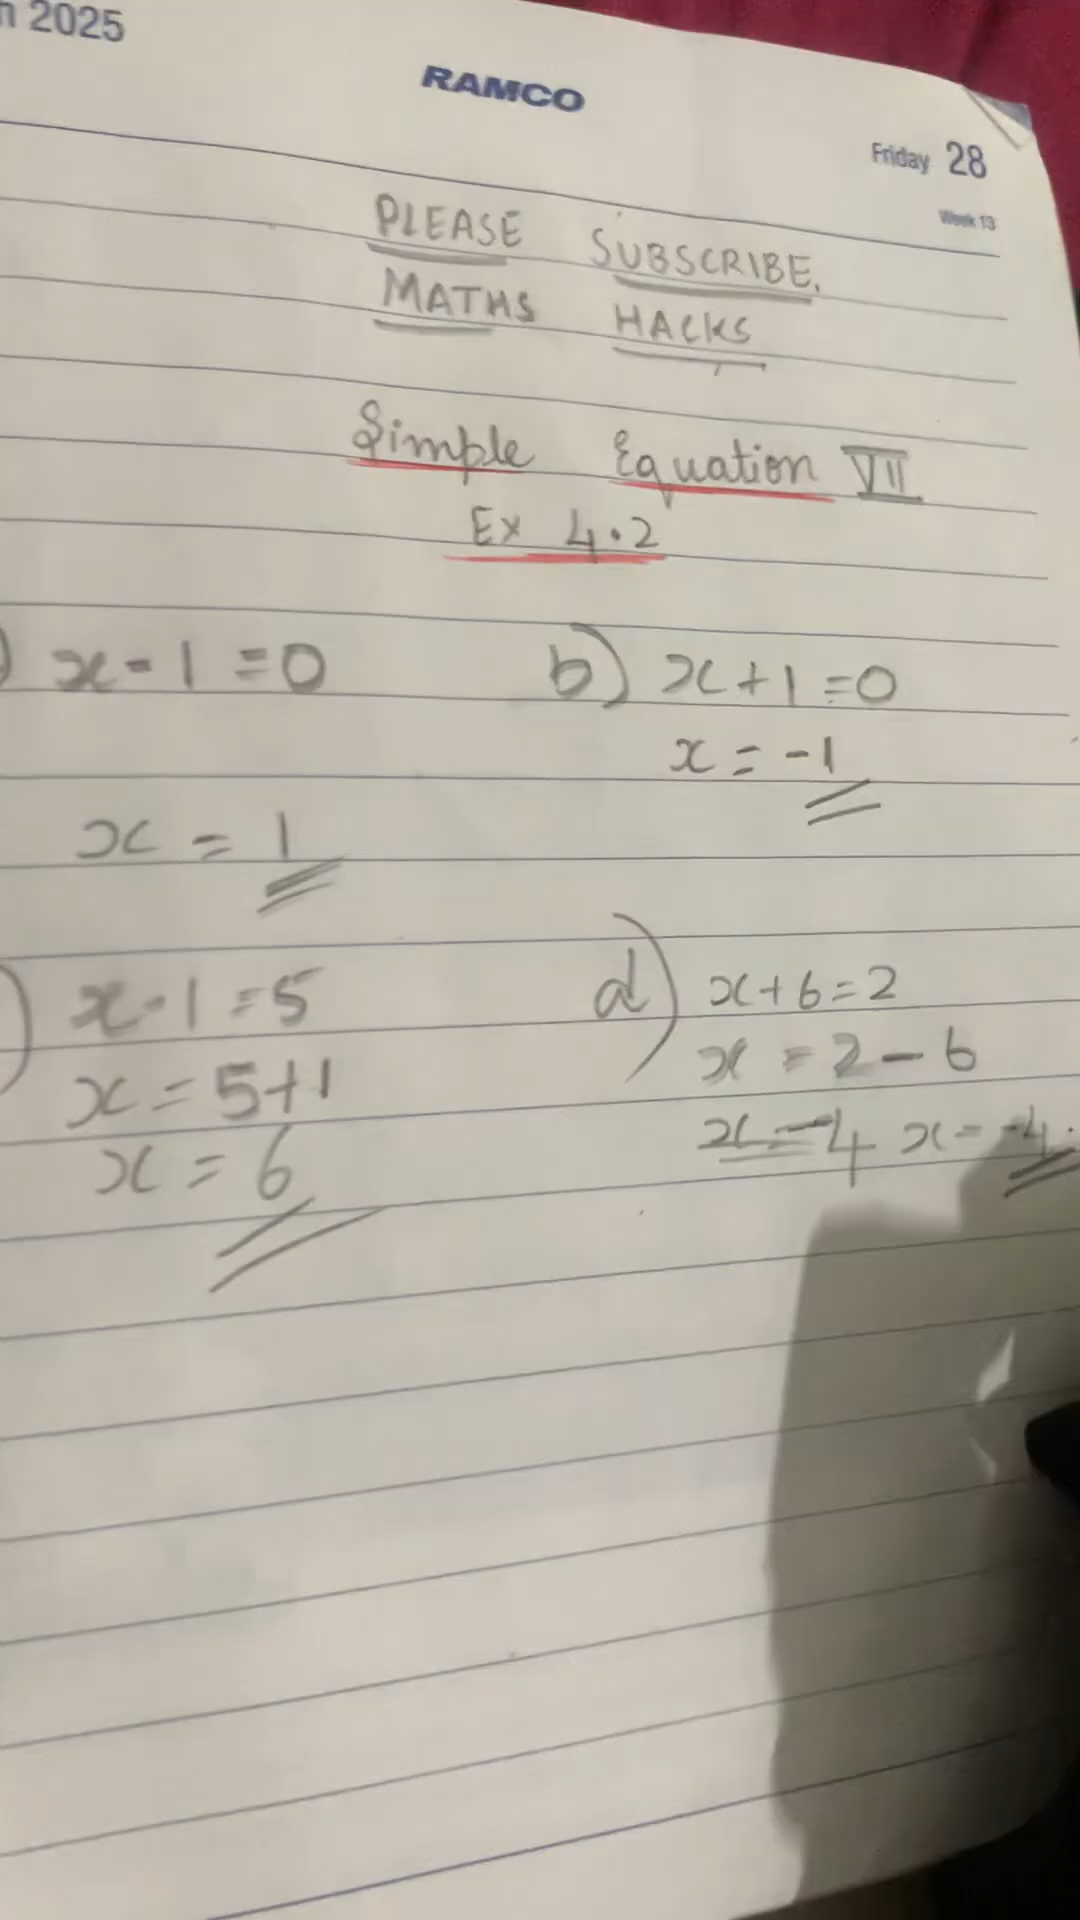 n 2025
RAMCO
Friday 28
Week 13
PLEASE SUBSCRIBE.
MATHS HACKS
Simple Equation VII
Ex 4.2
) x-1=0
x = 1
b) x+1=0
x = -1
) x-1=5
x=5+1
x = 6
d) x+6=2
x = 2-6
x=-4 x=-4.